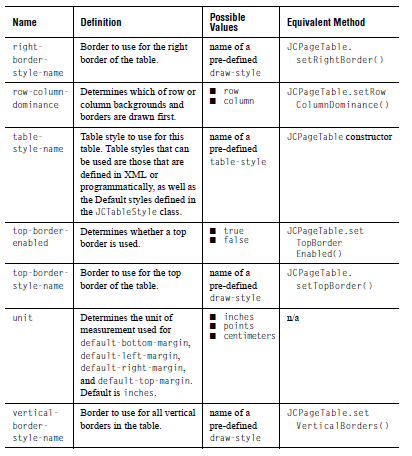 Name Definition Possible Values Equivalent Method
right-border-style-name
Border to use for the right
border of the table.
name of a
pre-defined
draw-style
JCPageTable.
setRightBorder()
row-column-
dominance
Determines which of row or
column backgrounds and
borders are drawn first.
■ row
■ column
JCPageTable.setRow
ColumnDominance()
table-
style-name
Table style to use for this
table. Table styles that can
be used are those that are
defined in XML or
programmatically, as well as
the Default styles defined in
the JCTableStyle class.
name of a
pre-defined
table-style
JCPageTable constructor
top-border-
enabled
Determines whether a top
border is used.
■ true
■ false
JCPageTable.set
TopBorder
Enabled()
top-border-
style-name
Border to use for the top
border of the table.
name of a
pre-defined
draw-style
JCPageTable.
setTopBorder()
unit
Determines the unit of
measurement used for
default-bottom-margin,
default-left-margin,
default-right-margin,
and default-top-margin.
Default is inches.
■ inches
■ points
■ centimeters
n/a
vertical-
border-
style-name
Border to use for all vertical
borders in the table.
name of a
pre-defined
draw-style
JCPageTable.set
VerticalBorders()